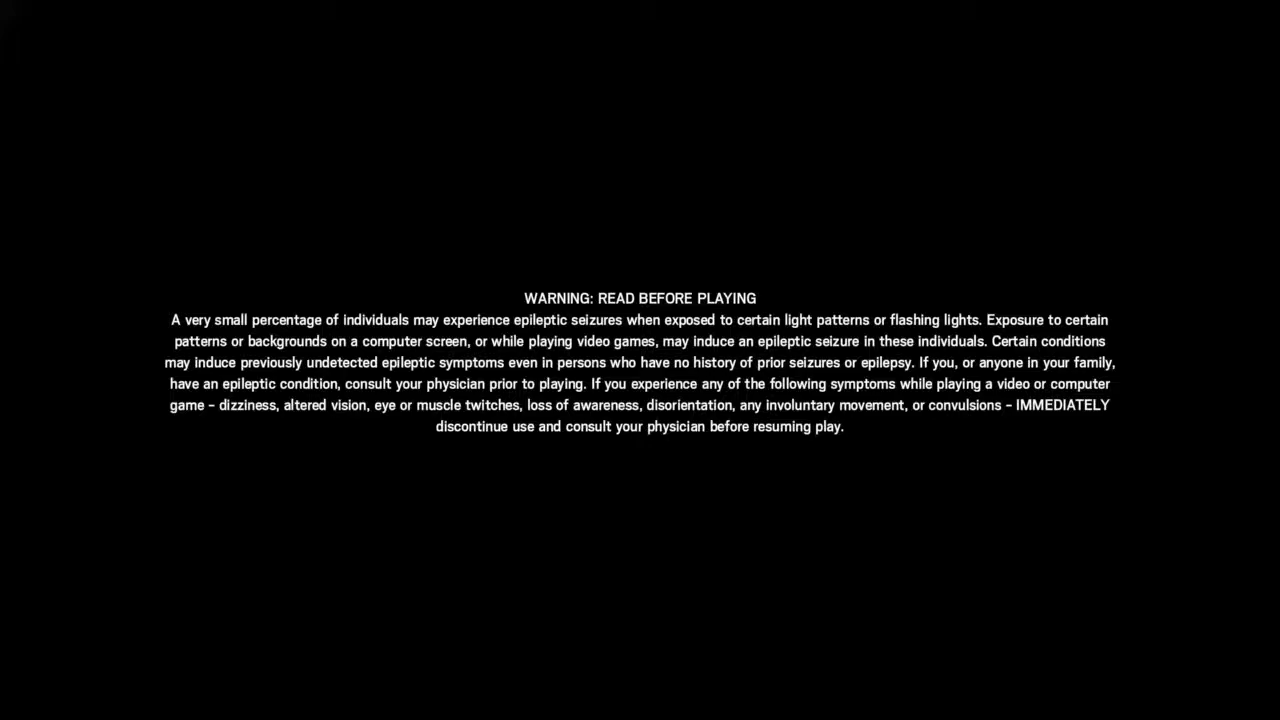 WARNING: READ BEFORE PLAYING
A very small percentage of individuals may experience epileptic seizures when exposed to certain light patterns or flashing lights. Exposure to certain
patterns or backgrounds on a computer screen, or while playing video games, may induce an epileptic seizure in these individuals. Certain conditions
may induce previously undetected epileptic symptoms even in persons who have no history of prior seizures or epilepsy. If you, or anyone in your family,
have an epileptic condition, consult your physician prior to playing. If you experience any of the following symptoms while playing a video or computer
game – dizziness, altered vision, eye or muscle twitches, loss of awareness, disorientation, any involuntary movement, or convulsions – IMMEDIATELY
discontinue use and consult your physician before resuming play.